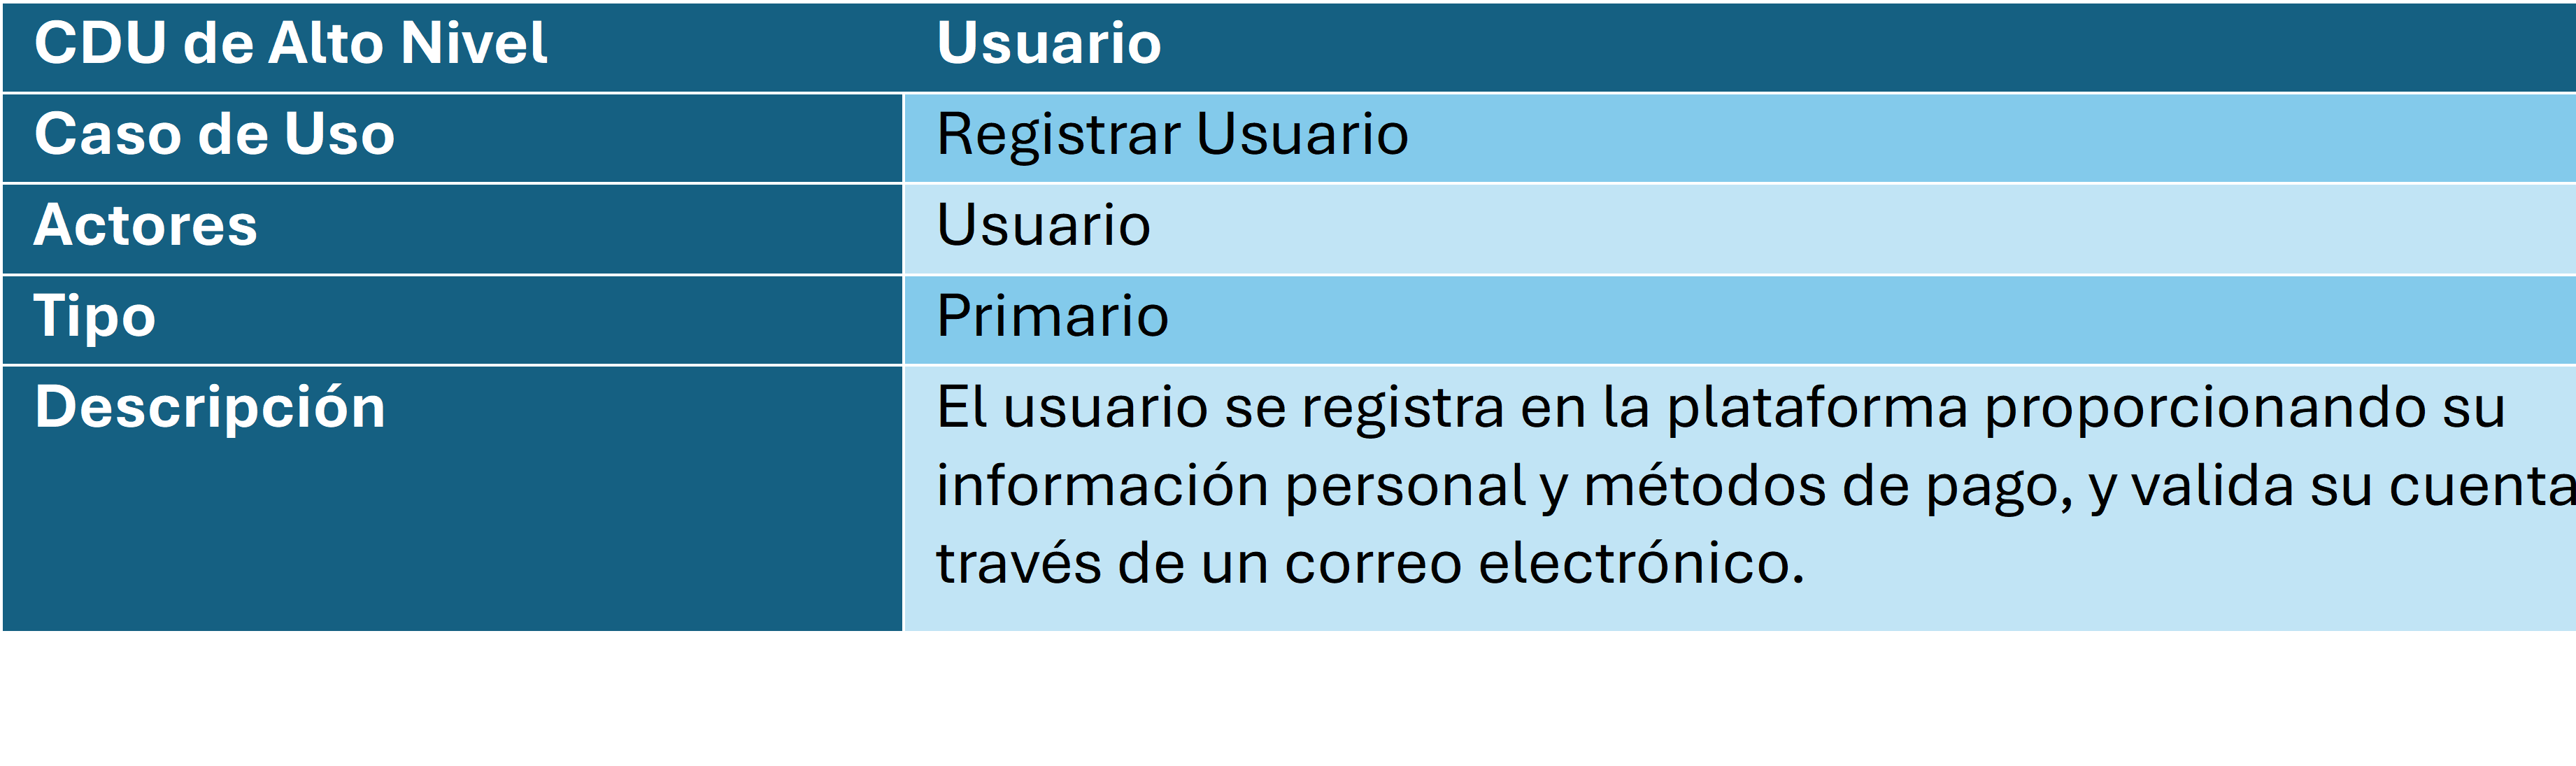 CDU de Alto Nivel Usuario
Caso de Uso Registrar Usuario
Actores Usuario
Tipo Primario
Descripción El usuario se registra en la plataforma proporcionando su
información personal y métodos de pago, y valida su cuenta
través de un correo electrónico.